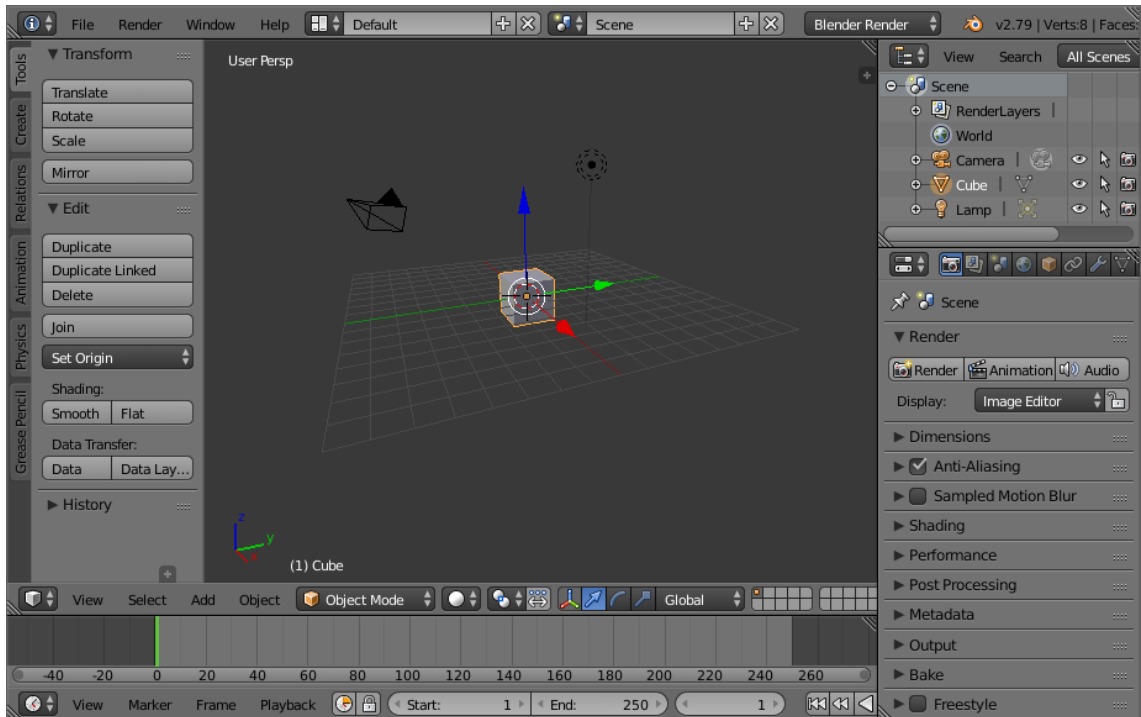 File Render Window Help Default Scene Blender Render v2.79 | Verts:8 | Faces:
Tools
Create
Relations
Animation
Physics
Grease Pencil
Transform
Translate
Rotate
Scale
Mirror
Edit
Duplicate
Duplicate Linked
Delete
Join
Set Origin
Shading:
Smooth Flat
Data Transfer:
Data Data Lay...
History
User Persp
z
y
x
(1) Cube
View Select Add Object Object Mode Global
-40 -20 0 20 40 60 80 100 120 140 160 180 200 220 240 260
View Marker Frame Playback Start: 1 End: 250 1
View Search All Scenes
Scene
RenderLayers |
World
Camera |
Cube |
Lamp |
Scene
Render
Render Animation Audio
Display: Image Editor
Dimensions
Anti-Aliasing
Sampled Motion Blur
Shading
Performance
Post Processing
Metadata
Output
Bake
Freestyle